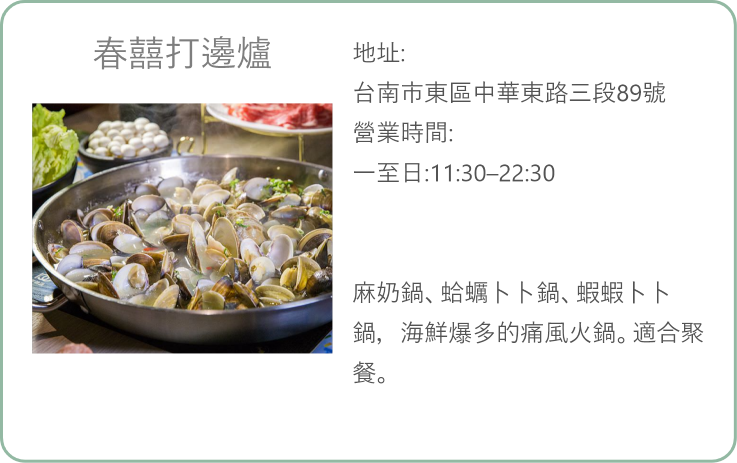 春囍打邊爐
地址:
台南市東區中華東路三段89號
營業時間:
一至日:11:30–22:30
麻奶鍋、蛤蠣卜卜鍋、蝦蝦卜卜
鍋，海鮮爆多的痛風火鍋。適合聚
餐。